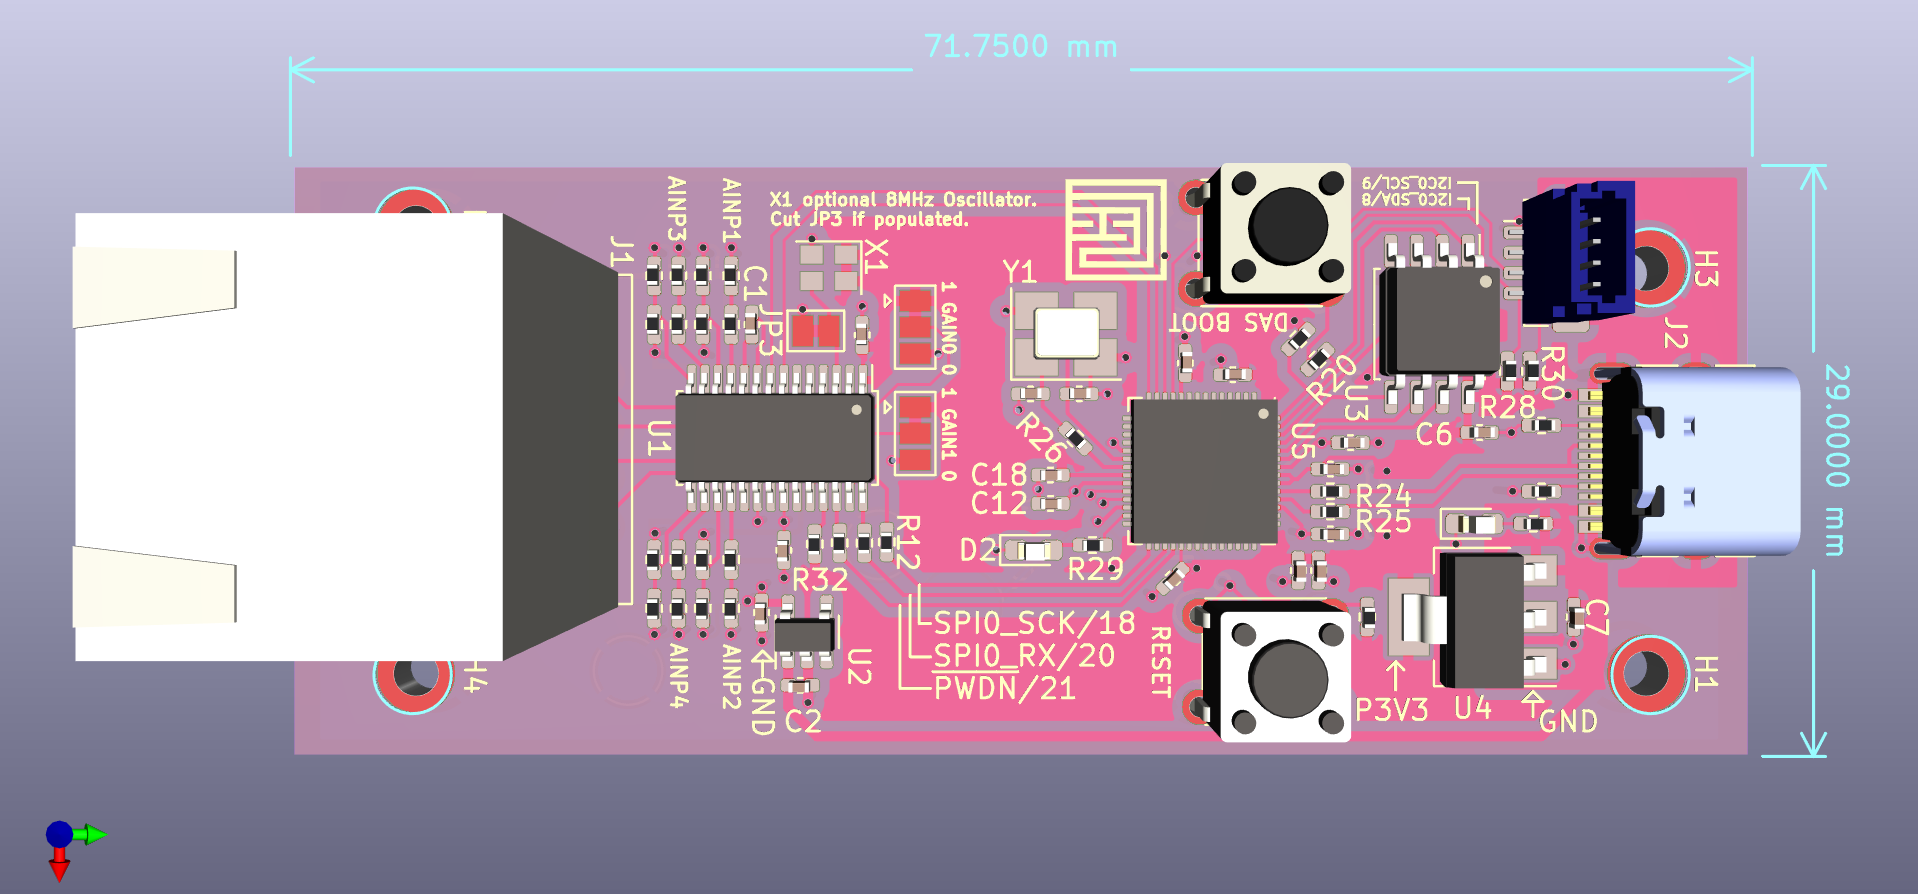 71.7500 mm
29.0000 mm
AINP3
AINP1
X1 optional 8MHz Oscillator.
Cut JP3 if populated.
I2C0_SCL/9
I2C0_SDA/8
J1
X1
C1
JP3
1 GAIN0 0
1 GAIN1 0
Y1
DAS BOOT
H3
J2
R20
U3
R30
R28
C6
U1
U5
R26
C18
C12
R24
R25
D2
R29
R12
R32
SPI0_SCK/18
SPI0_RX/20
PWDN/21
RESET
U2
C2
GND
AINP4
AINP2
H4
P3V3
U4
C7
GND
H1